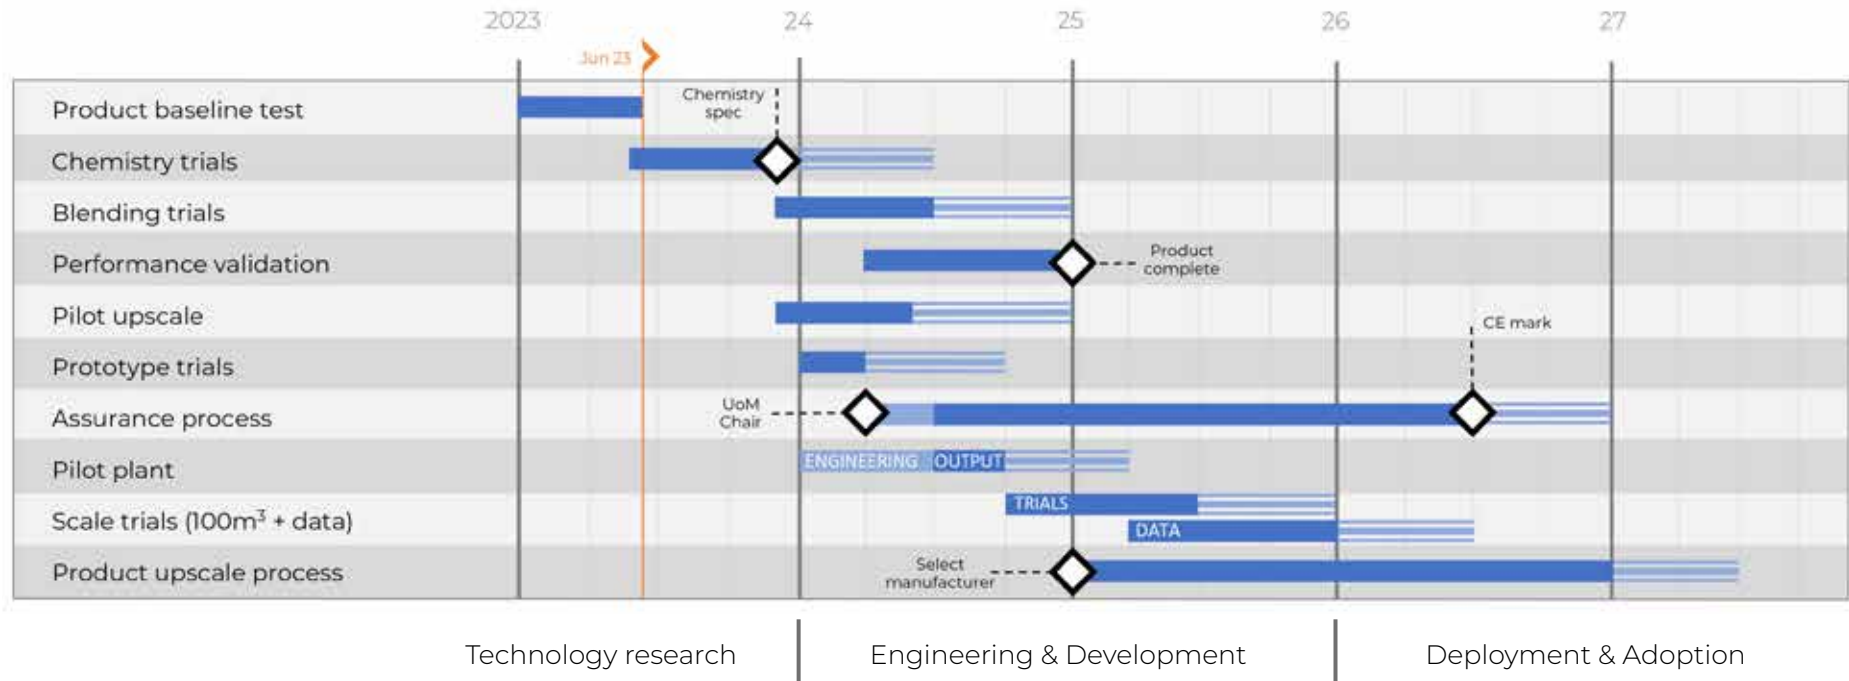 2023 24 25 26 27
Jun 23
Product baseline test
Chemistry
spec
Chemistry trials
Blending trials
Performance validation
Product
complete
Pilot upscale
CE mark
Prototype trials
Assurance process
UoM
Chair
Pilot plant
ENGINEERING OUTPUT
Scale trials (100m³ + data)
TRIALS
DATA
Product upscale process
Select
manufacturer
Technology research Engineering & Development Deployment & Adoption